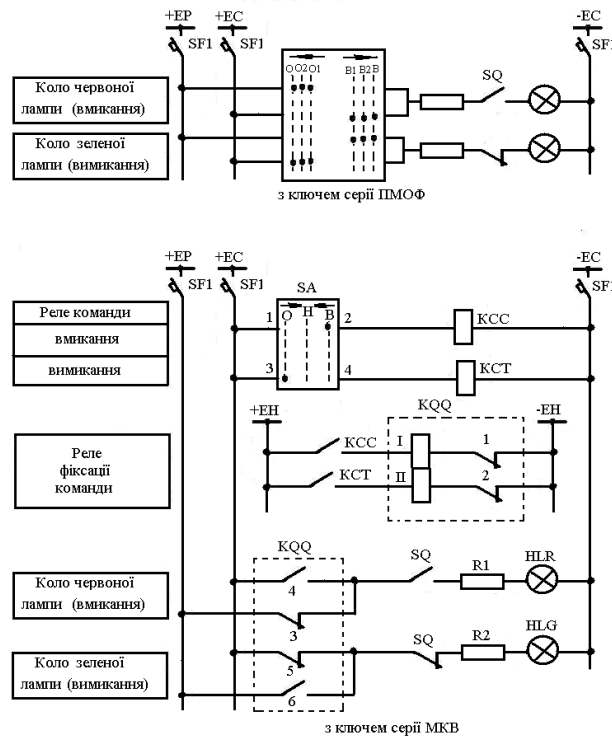 +EP +EC -EC
SF1 SF1 SF1
O O2 O1 B1 B2 B
SQ
Коло червоної
лампи (вмикання)
Коло зеленої
лампи (вимикання)
з ключем серії ПМОФ
+EP +EC -EC
SF1 SF1 SF1
SA
Реле команди
вмикання
вимикання
1 O H B 2 КСС
3 4 КСТ
KQQ
+EH -EH
Реле
фіксації
команди
КСС I 1
КСТ II 2
KQQ
Коло червоної
лампи (вмикання)
4 SQ R1 HLR
3
Коло зеленої
лампи (вимикання)
5 SQ R2 HLG
6
з ключем серії МКВ